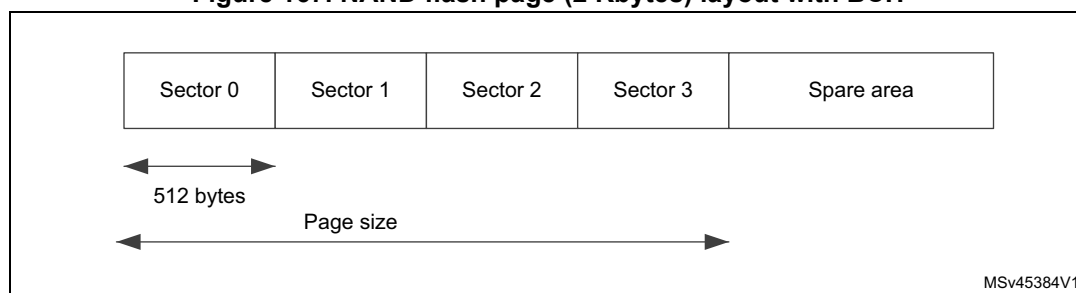 Figure NAND flash page (2 Kbytes) layout with BCH
Sector 0 Sector 1 Sector 2 Sector 3 Spare area
512 bytes
Page size
MSv45384V1